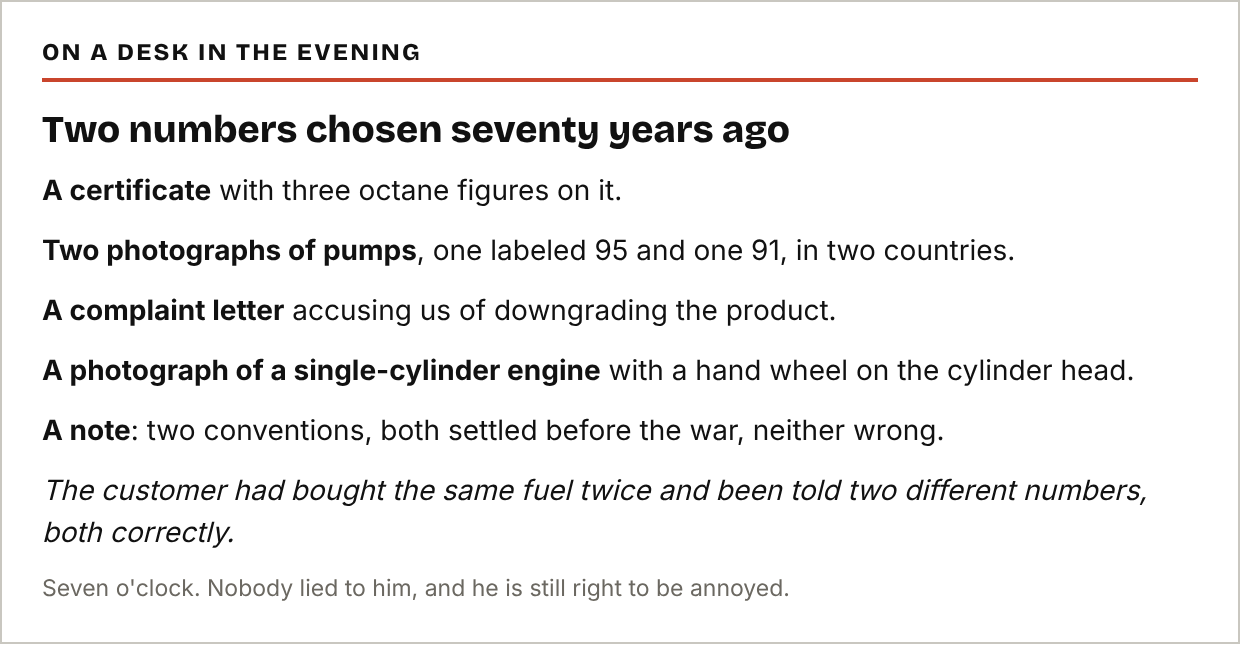 ON A DESK IN THE EVENING
Two numbers chosen seventy years ago
A certificate with three octane figures on it.
Two photographs of pumps, one labeled 95 and one 91, in two countries.
A complaint letter accusing us of downgrading the product.
A photograph of a single-cylinder engine with a hand wheel on the cylinder head.
A note: two conventions, both settled before the war, neither wrong.
The customer had bought the same fuel twice and been told two different numbers,
both correctly.
Seven o'clock. Nobody lied to him, and he is still right to be annoyed.